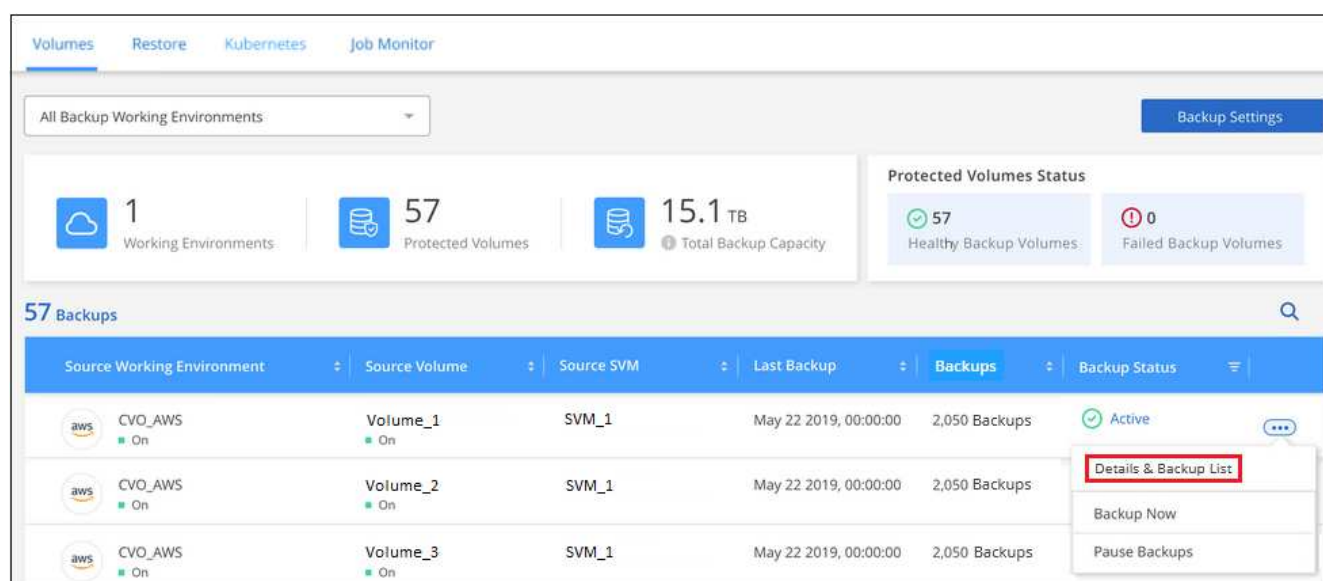 Volumes Restore Kubernetes Job Monitor
All Backup Working Environments
Backup Settings
1
Working Environments
57
Protected Volumes
15.1 TB
Total Backup Capacity
Protected Volumes Status
57
Healthy Backup Volumes
0
Failed Backup Volumes
57 Backups
Source Working Environment Source Volume Source SVM Last Backup Backups Backup Status
aws CVO_AWS Volume_1 SVM_1 May 22 2019, 00:00:00 2,050 Backups Active
On On
Details & Backup List
aws CVO_AWS Volume_2 SVM_1 May 22 2019, 00:00:00 2,050 Backups
On On
Backup Now
aws CVO_AWS Volume_3 SVM_1 May 22 2019, 00:00:00 2,050 Backups Pause Backups
On On